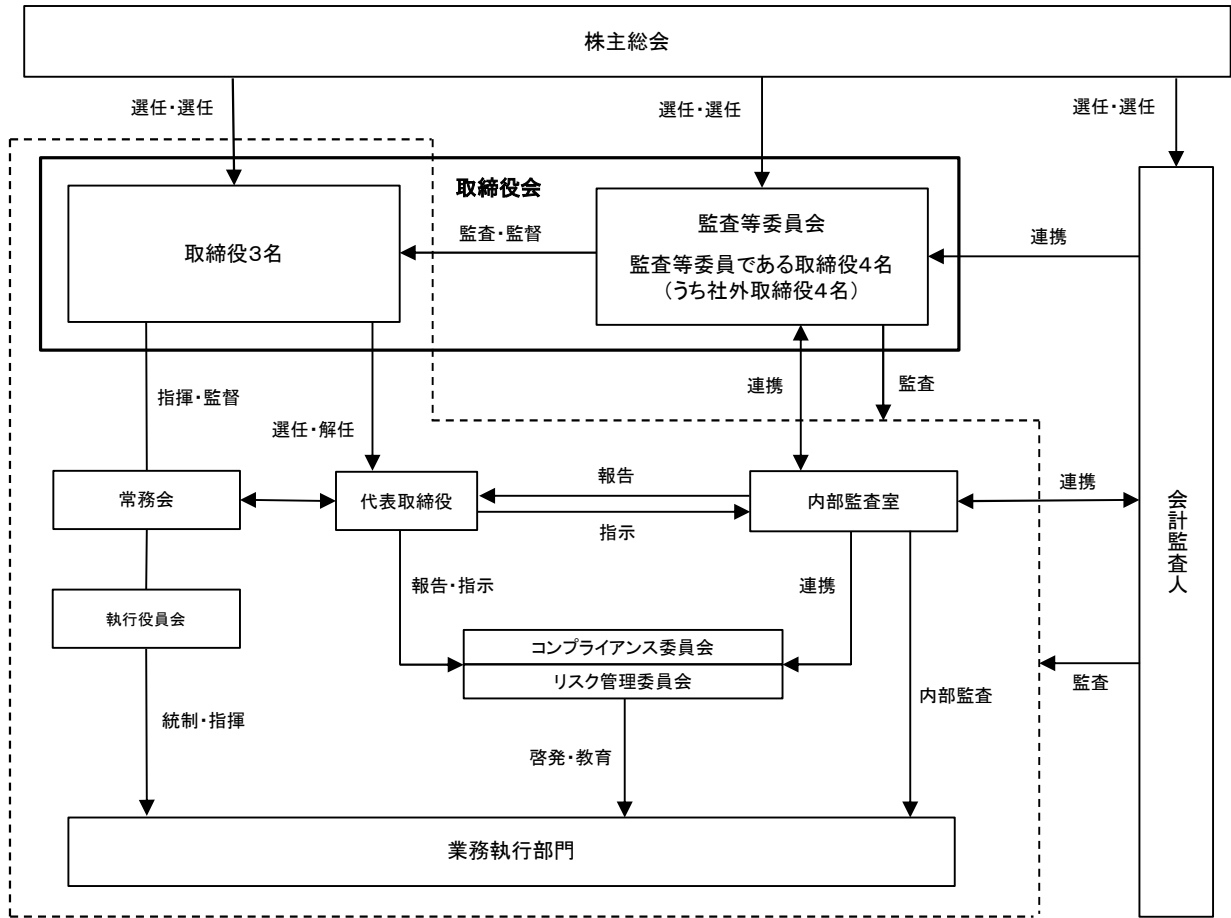 株主総会
選任・選任
選任・選任
選任・選任
取締役会
取締役3名
監査・監督
監査等委員会
監査等委員である取締役4名
(うち社外取締役4名)
連携
指揮・監督
選任・解任
連携
監査
常務会
代表取締役
報告
指示
内部監査室
連携
会計監査人
執行役員会
報告・指示
連携
コンプライアンス委員会
リスク管理委員会
監査
統制・指揮
内部監査
啓発・教育
業務執行部門